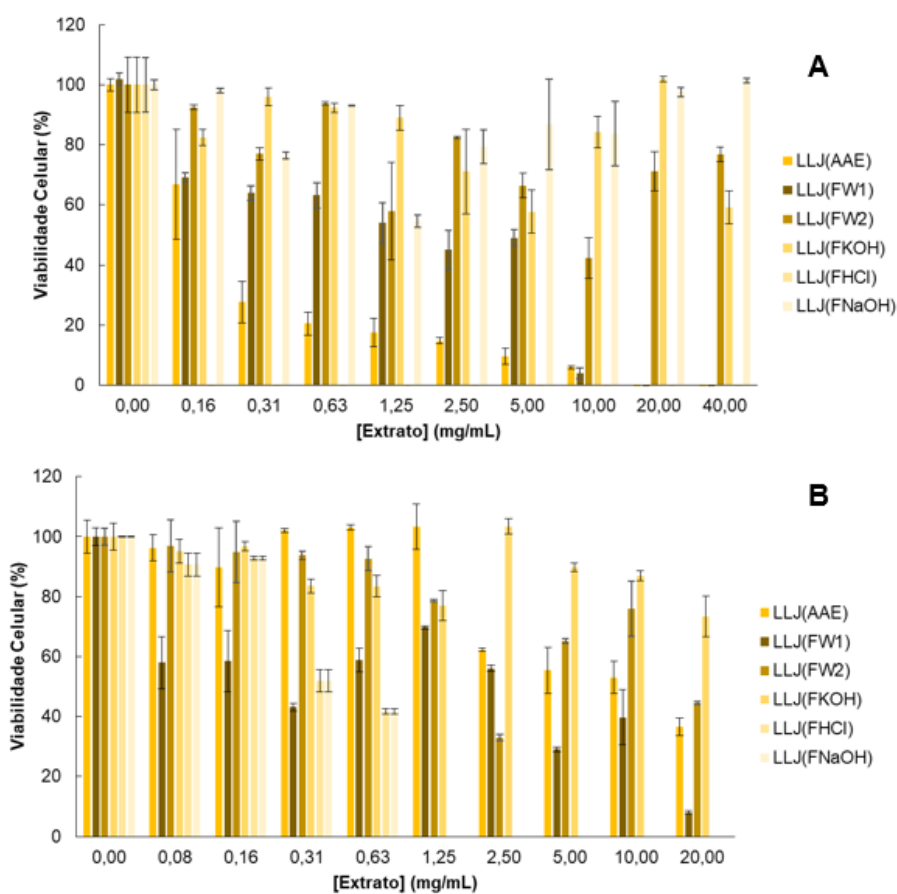 120
100
80
60
40
20
0
Viabilidade Celular (%)
A
LLJ(AAE)
LLJ(FW1)
LLJ(FW2)
LLJ(FKOH)
LLJ(FHCl)
LLJ(FNaOH)
0,00 0,16 0,31 0,63 1,25 2,50 5,00 10,00 20,00 40,00
[Extrato] (mg/mL)
120
100
80
60
40
20
0
Viabilidade Celular (%)
B
LLJ(AAE)
LLJ(FW1)
LLJ(FW2)
LLJ(FKOH)
LLJ(FHCl)
LLJ(FNaOH)
0,00 0,08 0,16 0,31 0,63 1,25 2,50 5,00 10,00 20,00
[Extrato] (mg/mL)